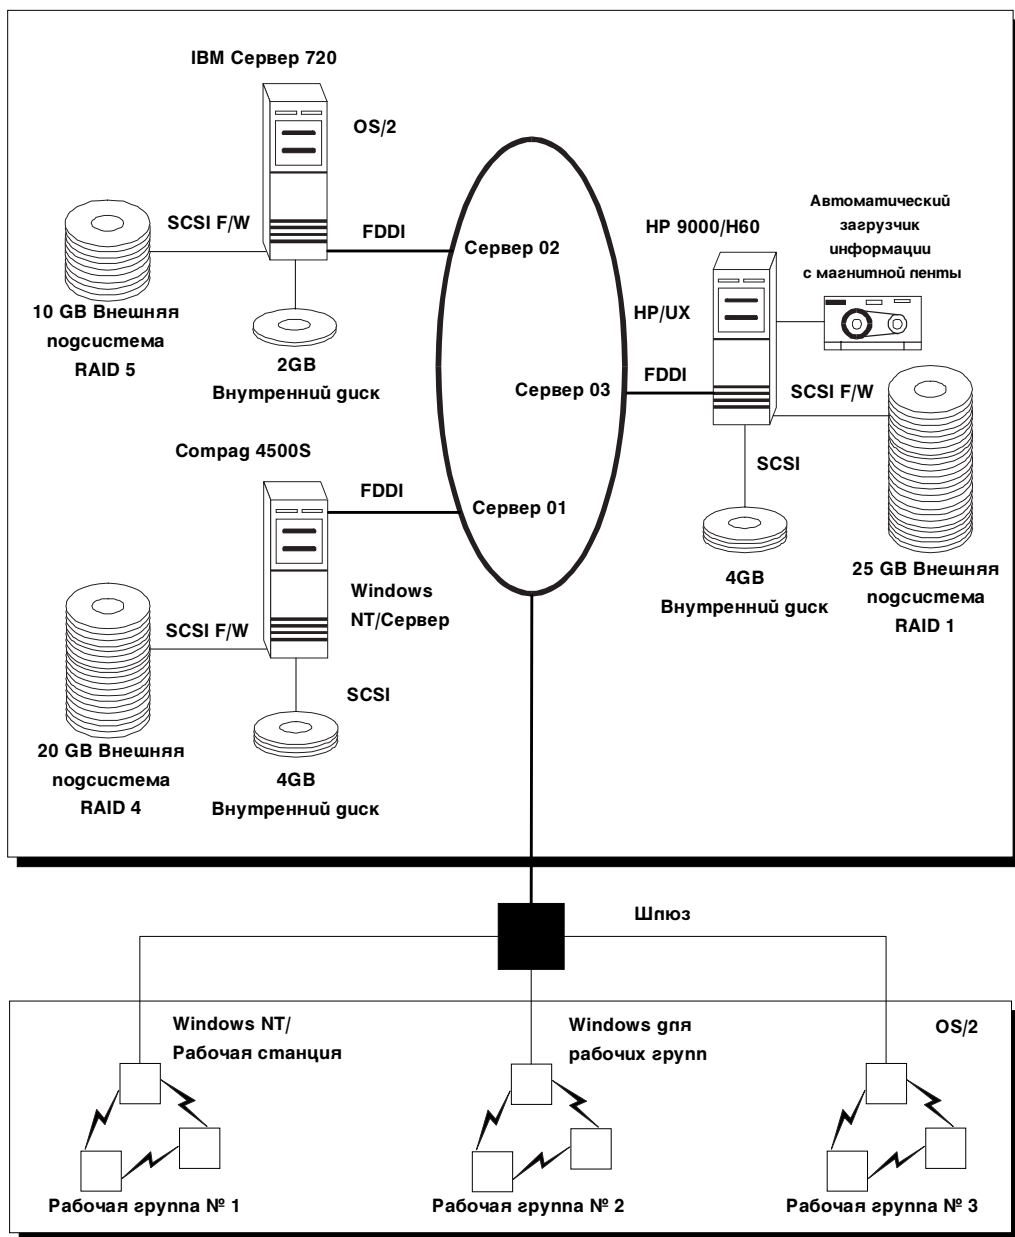 IBM Сервер 720
OS/2
SCSI F/W
FDDI
Сервер 02
10 GB Внешняя
подсистема
RAID 5
2GB
Внутренний диск
Автоматический
загрузчик
информации
с магнитной пенты
HP 9000/H60
HP/UX
FDDI
Сервер 03
SCSI F/W
SCSI
4GB
Внутренний диск
25 GB Внешняя
подсистема
RAID 1
Compag 4500S
FDDI
Сервер 01
Windows
NT/Сервер
SCSI F/W
SCSI
20 GB Внешняя
подсистема
RAID 4
4GB
Внутренний диск
Шлюз
Windows NT/
Рабочая станция
Windows для
рабочих групп
OS/2
Рабочая группа № 1
Рабочая группа № 2
Рабочая группа № 3